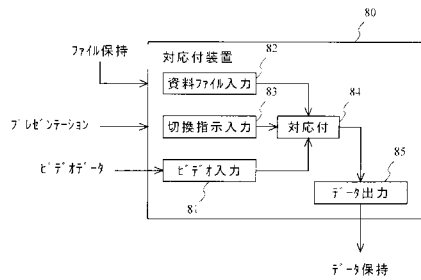 80
ファイル保持
対応付装置
82
資料ファイル入力
83
84
プレゼンテーション
切換指示入力
対応付
ビデオデータ
ビデオ入力
85
81
データ出力
データ保持